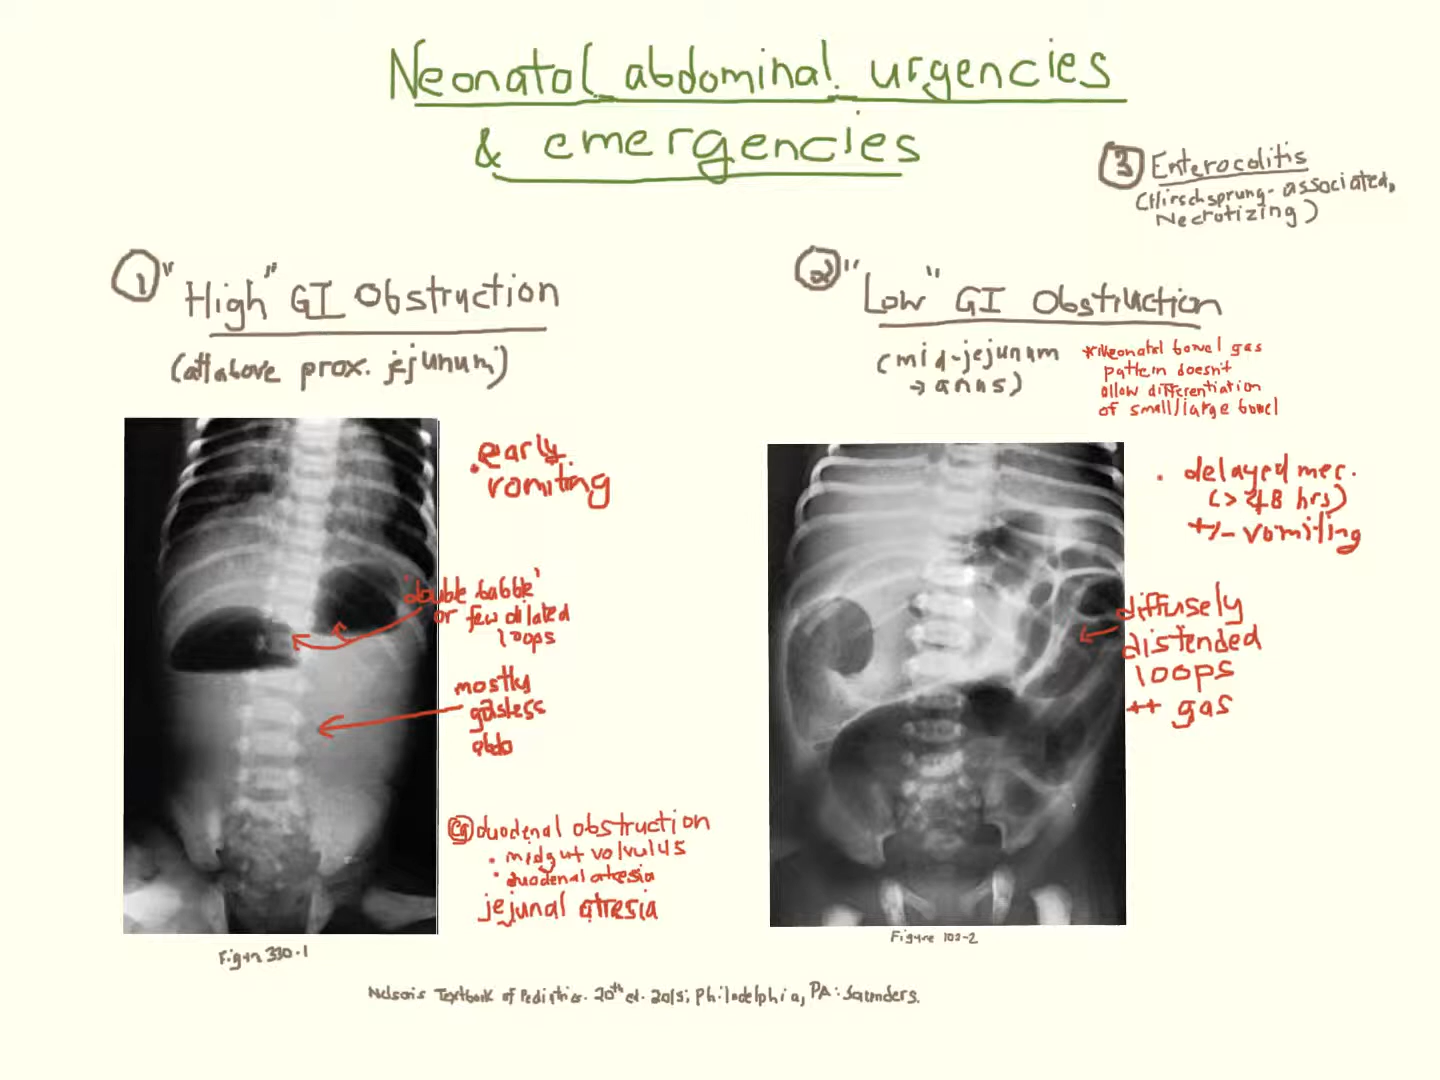 Neonatal abdominal urgencies
& emergencies
③ Enterocolitis
(Hirschsprung-associated,
Necrotizing)
① "High" GI Obstruction
(at/above prox. jejunum)
• early
vomiting
"double bubble"
or few dilated
loops
mostly
gasless
abdo
eg duodenal obstruction
• midgut volvulus
• duodenal atresia
jejunal atresia
Figure 330-1
② "Low" GI Obstruction
(mid-jejunum
→ anus)
*Neonatal bowel gas
pattern doesn't
allow differentiation
of small/large bowel
• delayed mec.
(>48 hrs)
+/- vomiting
diffusely
distended
loops
++ gas
Figure 102-2
Nelson's Textbook of Pediatrics. 20th ed. 2015; Philadelphia, PA: Saunders.